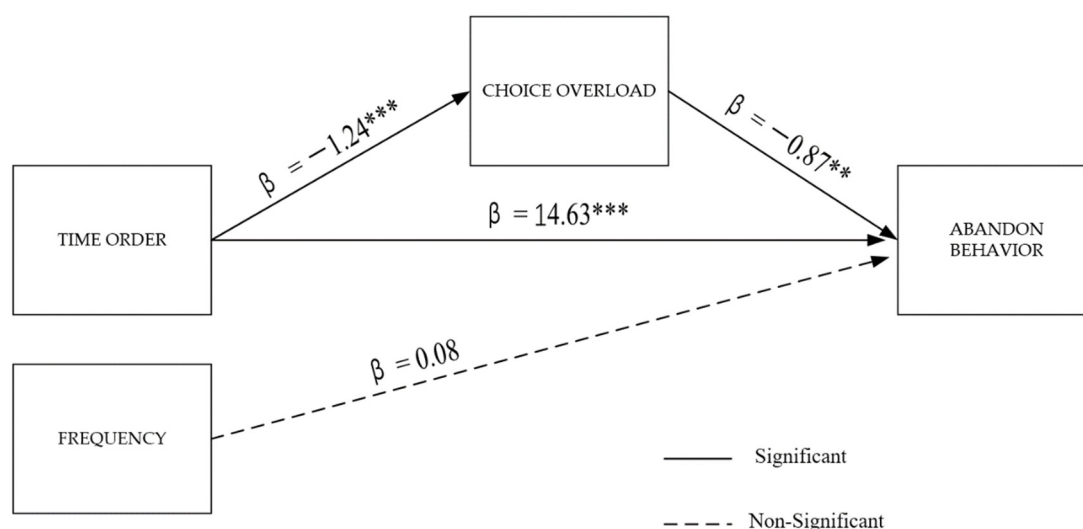 CHOICE OVERLOAD
β = −1.24***
β = −0.87**
TIME ORDER
β = 14.63***
ABANDON
BEHAVIOR
β = 0.08
FREQUENCY
Significant
Non-Significant